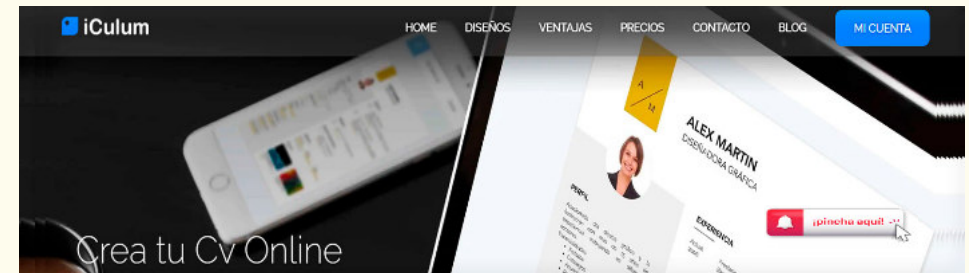 iCulum
HOME DISEÑOS VENTAJAS PRECIOS CONTACTO BLOG MI CUENTA
A
M
ALEX MARTIN
DISEÑADORA GRÁFICA
PERFIL
EXPERIENCIA
¡pincha aquí!
Crea tu Cv Online